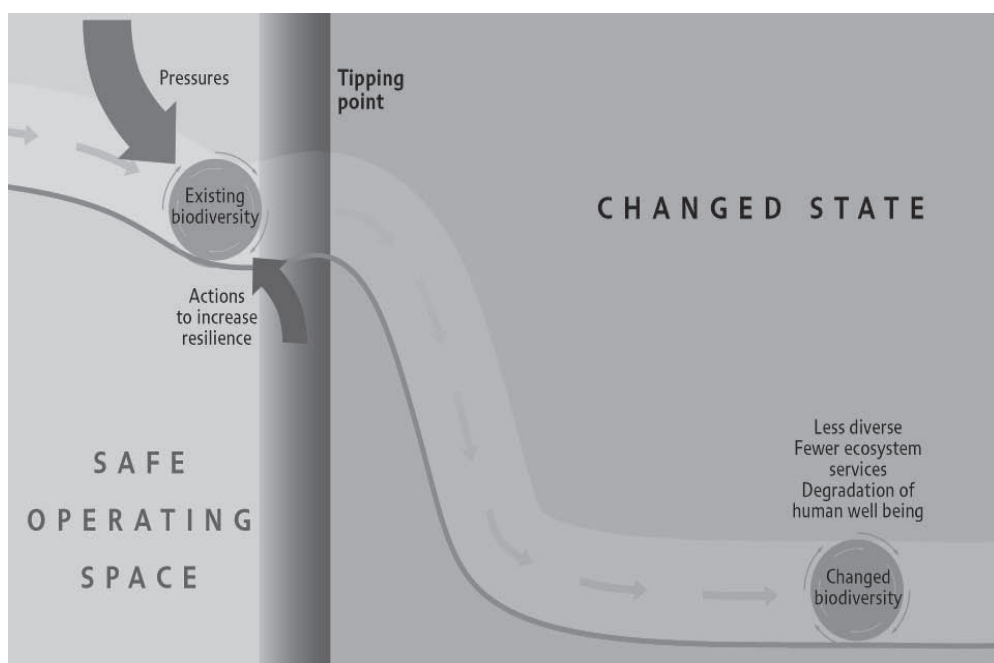 Pressures
Tipping
point
Existing
biodiversity
CHANGED STATE
Actions
to increase
resilience
SAFE
OPERATING
SPACE
Less diverse
Fewer ecosystem
services
Degradation of
human well being
Changed
biodiversity